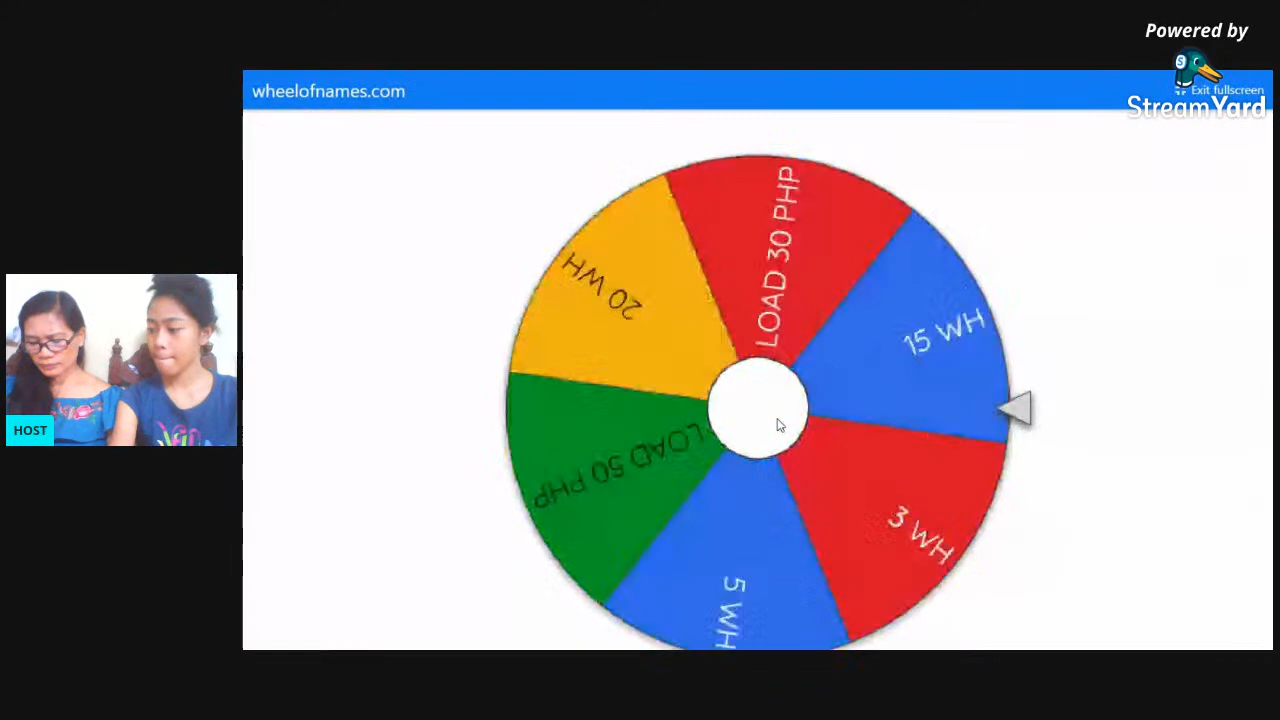 Powered by
StreamYard
wheelofnames.com
Exit fullscreen
LOAD 30 PHP
20 WH
15 WH
LOAD 50 PHP
3 WH
5 WH
HOST